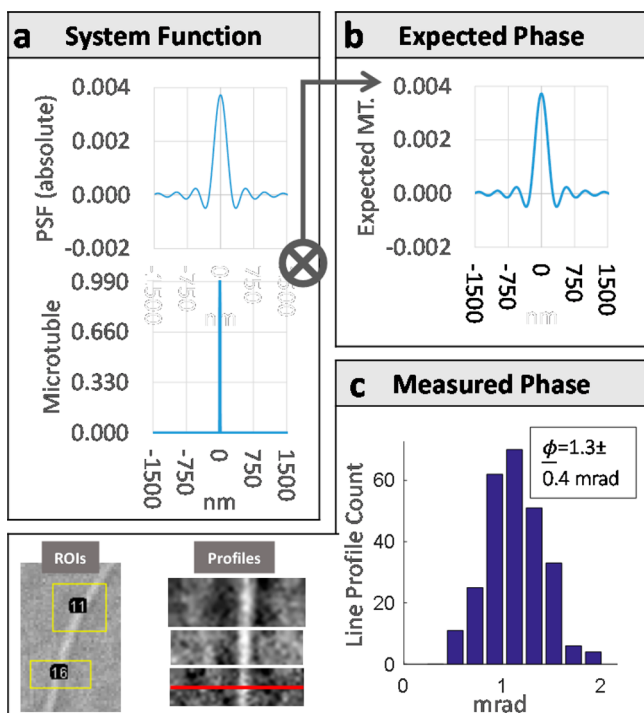 a System Function
PSF (absolute)
0.004
0.002
0.000
-0.002
-1500
-750
0
750
1500
nm
Microtuble
0.990
0.660
0.330
0.000
-1500
-750
0
750
1500
nm
b Expected Phase
Expected MT.
0.004
0.002
0.000
-0.002
-1500
-750
0
750
1500
nm
c Measured Phase
Line Profile Count
60
40
20
0
0
1
2
mrad
ϕ=1.3±
0.4 mrad
ROIs
11
16
Profiles